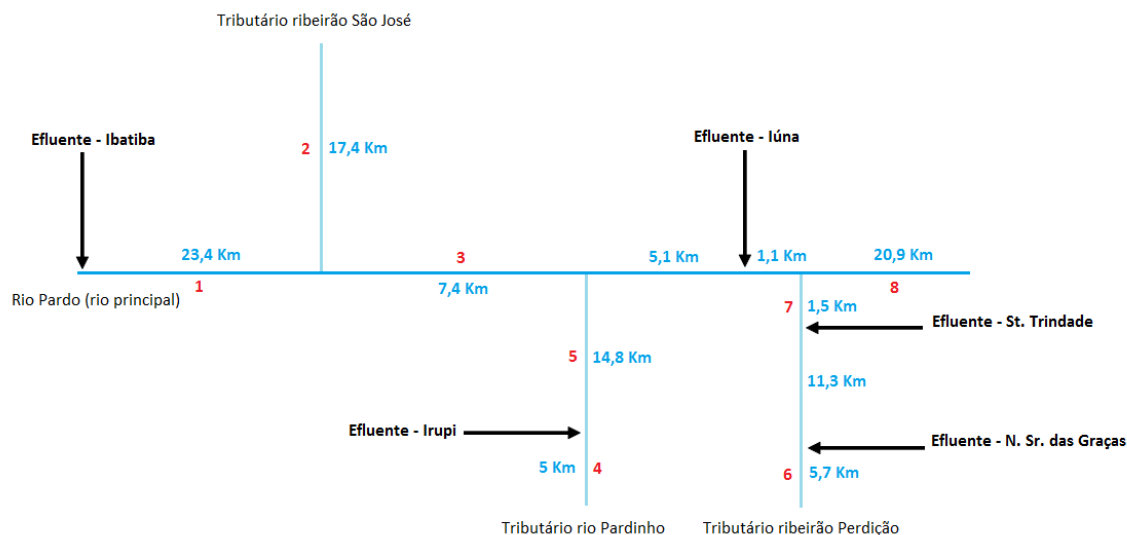 Tributário ribeirão São José
Efluente - Ibatiba
2
17,4 Km
Efluente - Iúna
23,4 Km
3
5,1 Km
1,1 Km
20,9 Km
Rio Pardo (rio principal)
1
7,4 Km
8
7
1,5 Km
Efluente - St. Trindade
5
14,8 Km
11,3 Km
Efluente - Irupi
Efluente - N. Sr. das Graças
5 Km
4
6
5,7 Km
Tributário rio Pardinho
Tributário ribeirão Perdição